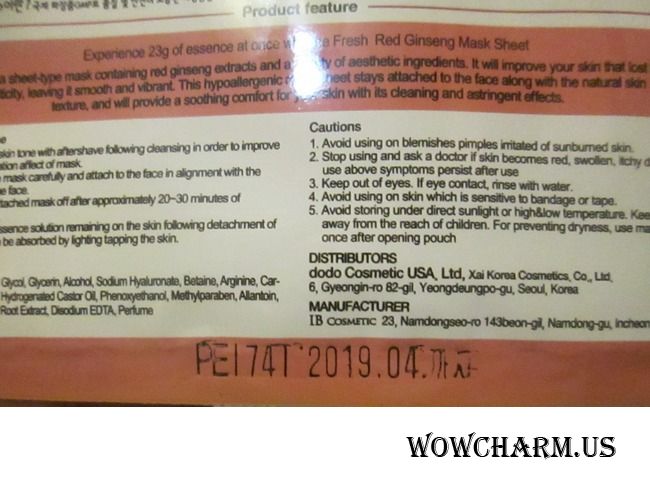 Product feature
Experience 23g of essence at once Fresh Red Ginseng Mask Sheet
a sheet-type mask containing red ginseng extracts and a of aesthetic ingredients. It will improve your skin that lost
leaving it smooth and vibrant. This hypoallergenic sheet stays attached to the face along with the natural skin
texture, and will provide a soothing comfort for skin with its cleaning and astringent effects.
skin tone with aftershave following cleansing in order to improve
affect of mask.
mask carefully and attach to the face in alignment with the
face.
mask off after approximately 20~30 minutes of
solution remaining on the skin following detachment of
be absorbed by lighting tapping the skin.
Glycol, Glycerin, Alcohol, Sodium Hyaluronate, Betaine, Arginine, Car-
Hydrogenated Castor Oil, Phenoxyethanol, Methylparaben, Allantoin,
Root Extract, Disodium EDTA, Perfume
Cautions
1. Avoid using on blemishes pimples irritated of sunburned skin.
2. Stop using and ask a doctor if skin becomes red, swollen, itchy
use above symptoms persist after use
3. Keep out of eyes. If eye contact, rinse with water.
4. Avoid using on skin which is sensitive to bandage or tape.
5. Avoid storing under direct sunlight or high&low temperature.
away from the reach of children. For preventing dryness, use
once after opening pouch
DISTRIBUTORS
dodo Cosmetic USA, Ltd, Xai Korea Cosmetics, Co., Ltd.
6, Gyeongin-ro 82-gil, Yeongdeungpo-gu, Seoul, Korea
MANUFACTURER
IB COSMETIC 23, Namdongseo-ro 143beon-gil, Namdong-gu, Incheon
PE174T 2019.04.까지
WOWCHARM.US